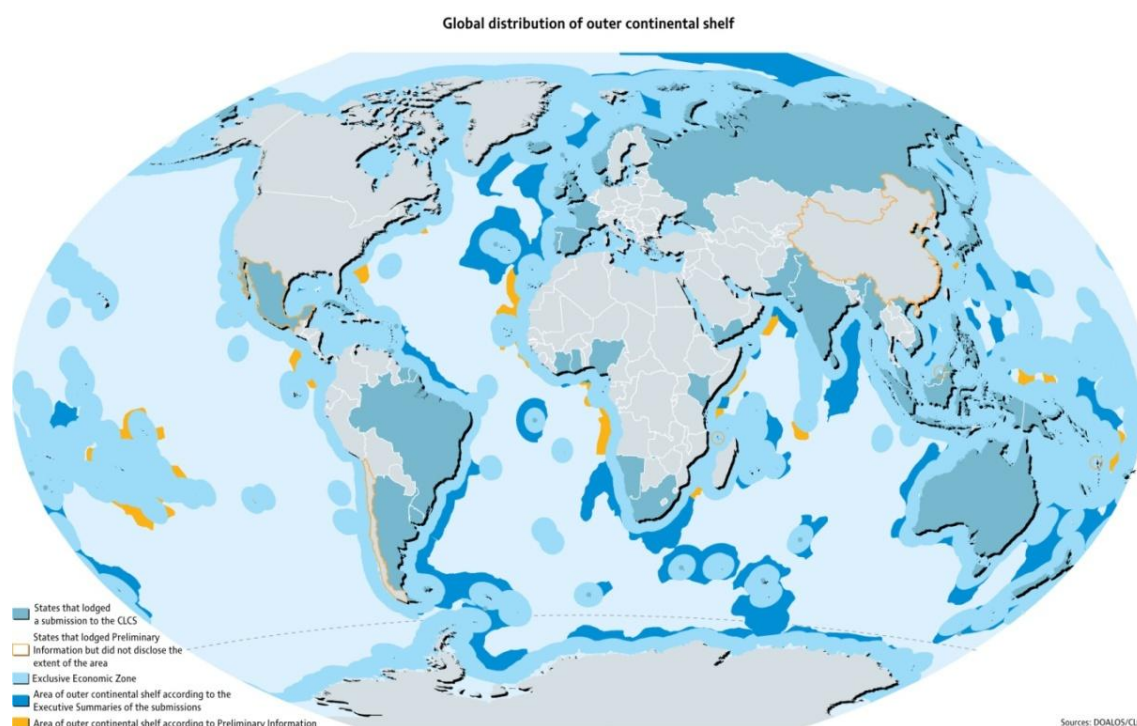 Global distribution of outer continental shelf
States that lodged
a submission to the CLCS
States that lodged Preliminary
Information but did not disclose the
extent of the area
Exclusive Economic Zone
Area of outer continental shelf according to the
Executive Summaries of the submissions
Area of outer continental shelf according to Preliminary Information
Sources: DOALOS/CL